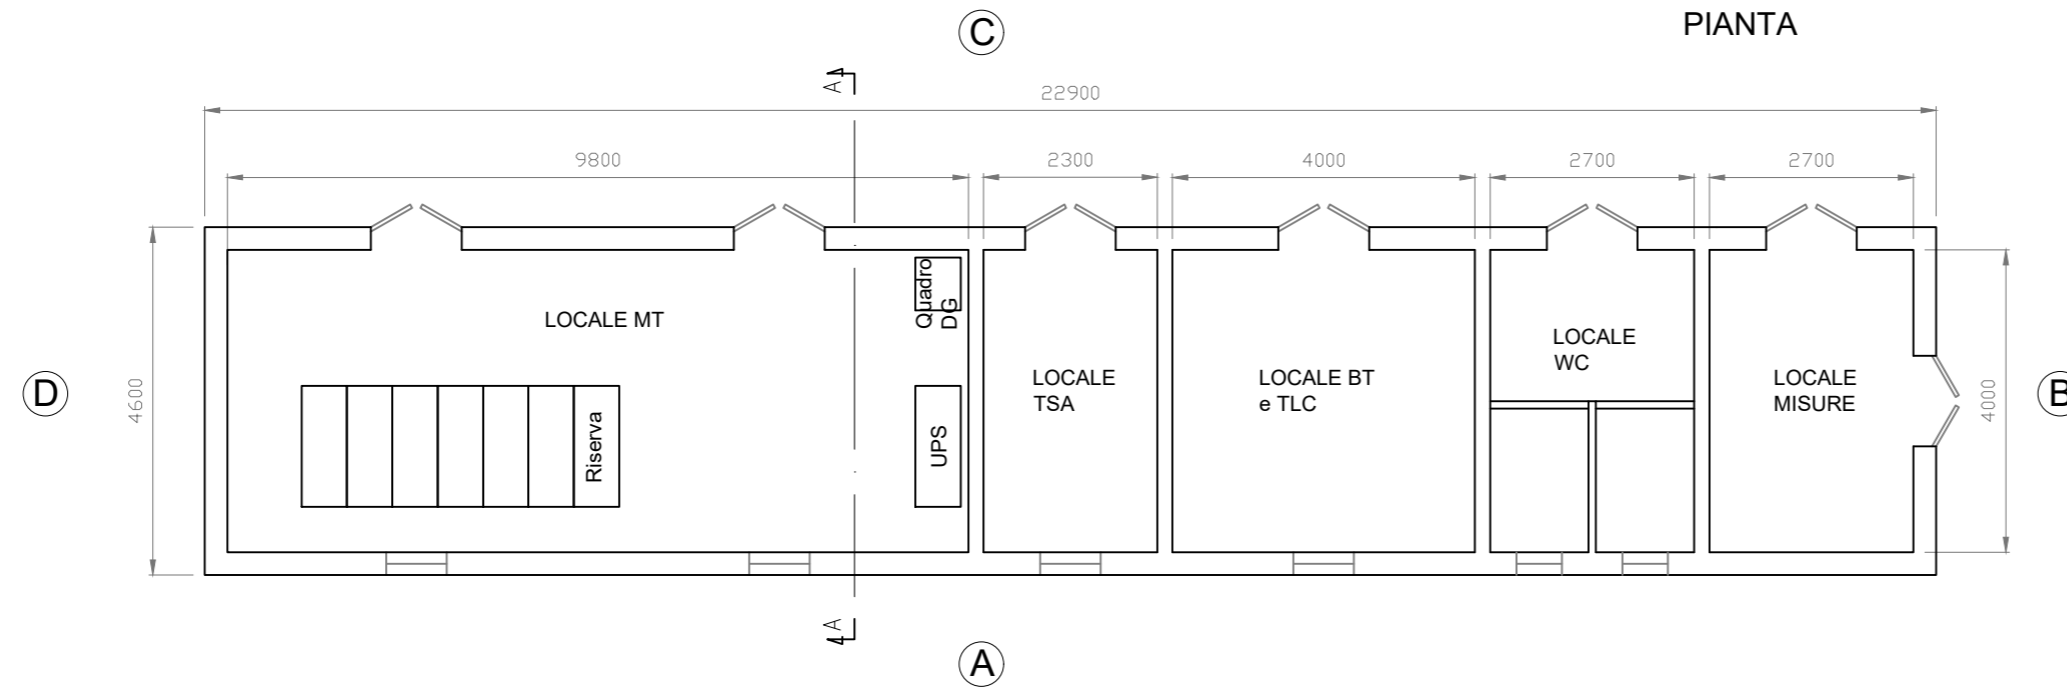 PIANTA
C
A
22900
9800
2300
4000
2700
2700
Quadro
DG
LOCALE MT
LOCALE
WC
LOCALE
TSA
LOCALE BT
e TLC
LOCALE
MISURE
D
4600
4000
B
Riserva
UPS
A
A